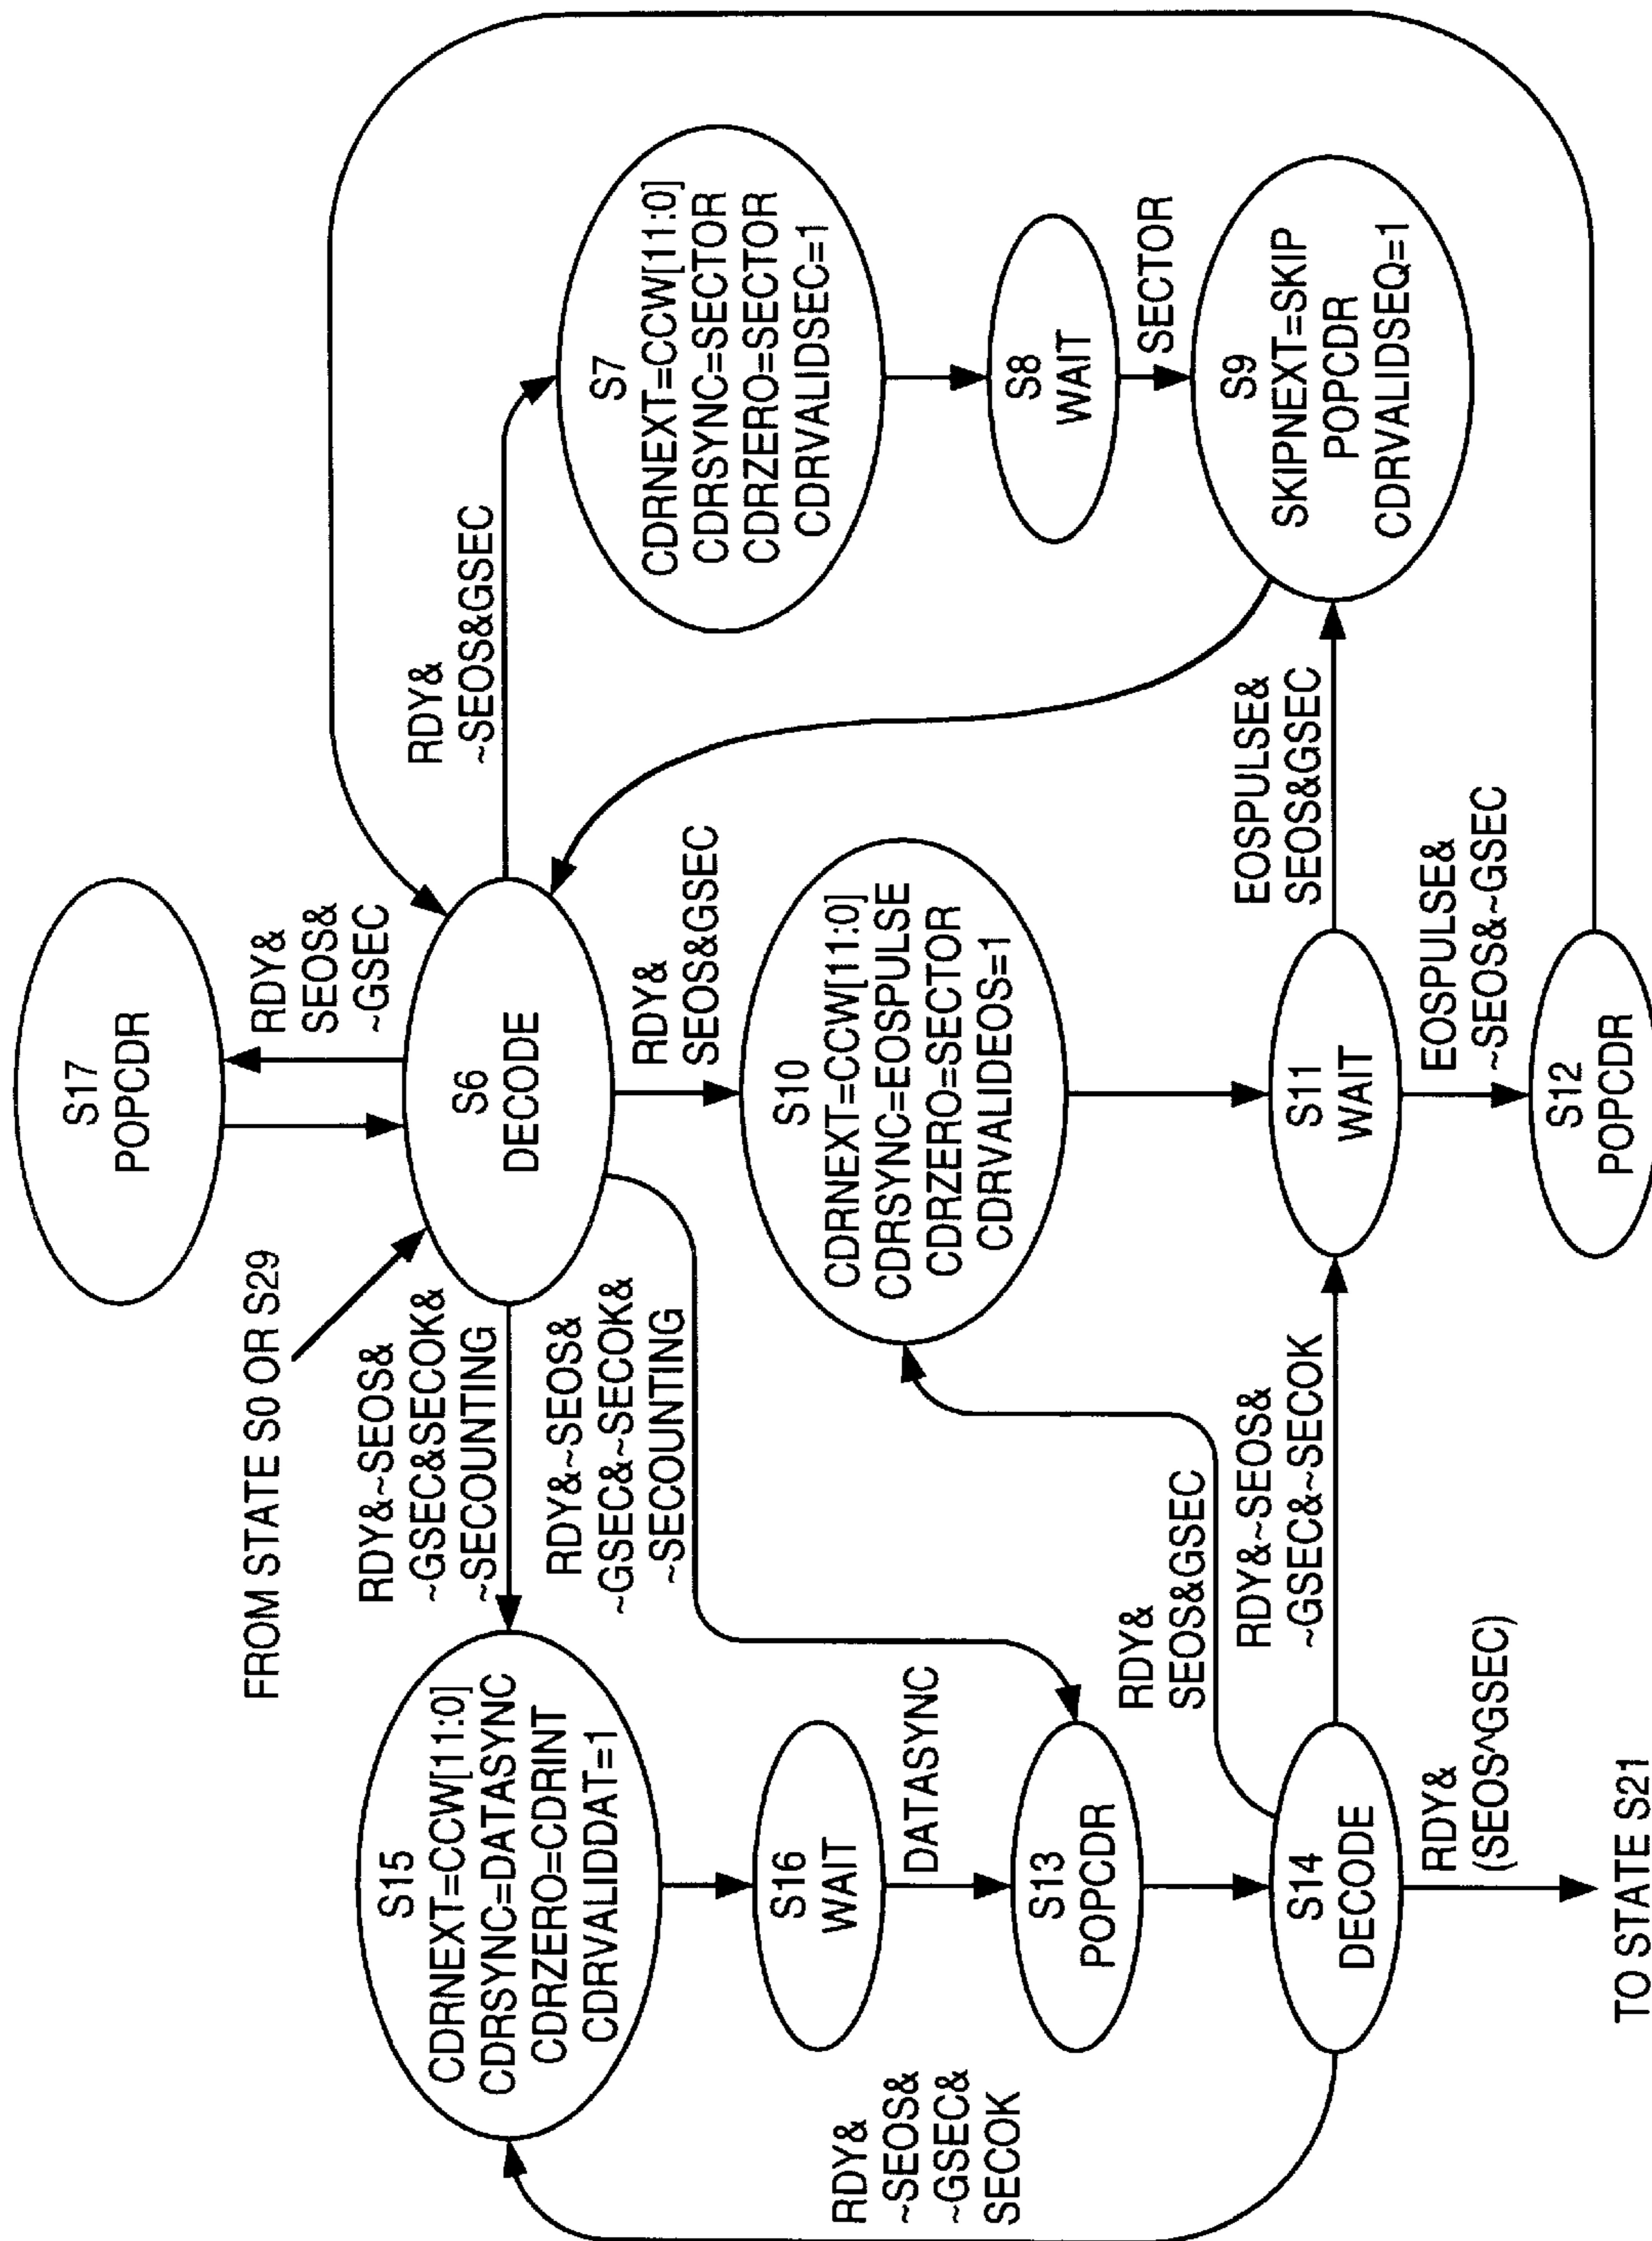 S17
POPCDR
RDY&
SEOS&
~GSEC
FROM STATE S0 OR S29
S6
DECODE
RDY&
~SEOS&GSEC
S7
CDRNEXT=CCW[11:0]
CDRSYNC=SECTOR
CDRZERO=SECTOR
CDRVALIDSEC=1
S8
WAIT
SECTOR
S9
SKIPNEXT=SKIP
POPCDR
CDRVALIDSEQ=1
RDY&
SEOS&GSEC
S10
CDRNEXT=CCW[11:0]
CDRSYNC=EOSPULSE
CDRZERO=SECTOR
CDRVALIDEOS=1
S11
WAIT
EOSPULSE&
SEOS&GSEC
EOSPULSE&
~SEOS&~GSEC
S12
POPCDR
RDY&~SEOS&
~GSEC&SECOK&
~SECOUNTING
RDY&~SEOS&
~GSEC&~SECOK&
~SECOUNTING
S15
CDRNEXT=CCW[11:0]
CDRSYNC=DATASYNC
CDRZERO=CDRINT
CDRVALIDDAT=1
S16
WAIT
DATASYNC
S13
POPCDR
RDY&
SEOS&GSEC
RDY&~SEOS&
~GSEC&~SECOK
S14
DECODE
RDY&
(SEOS^GSEC)
TO STATE S21
RDY&
~SEOS&
~GSEC&
SECOK